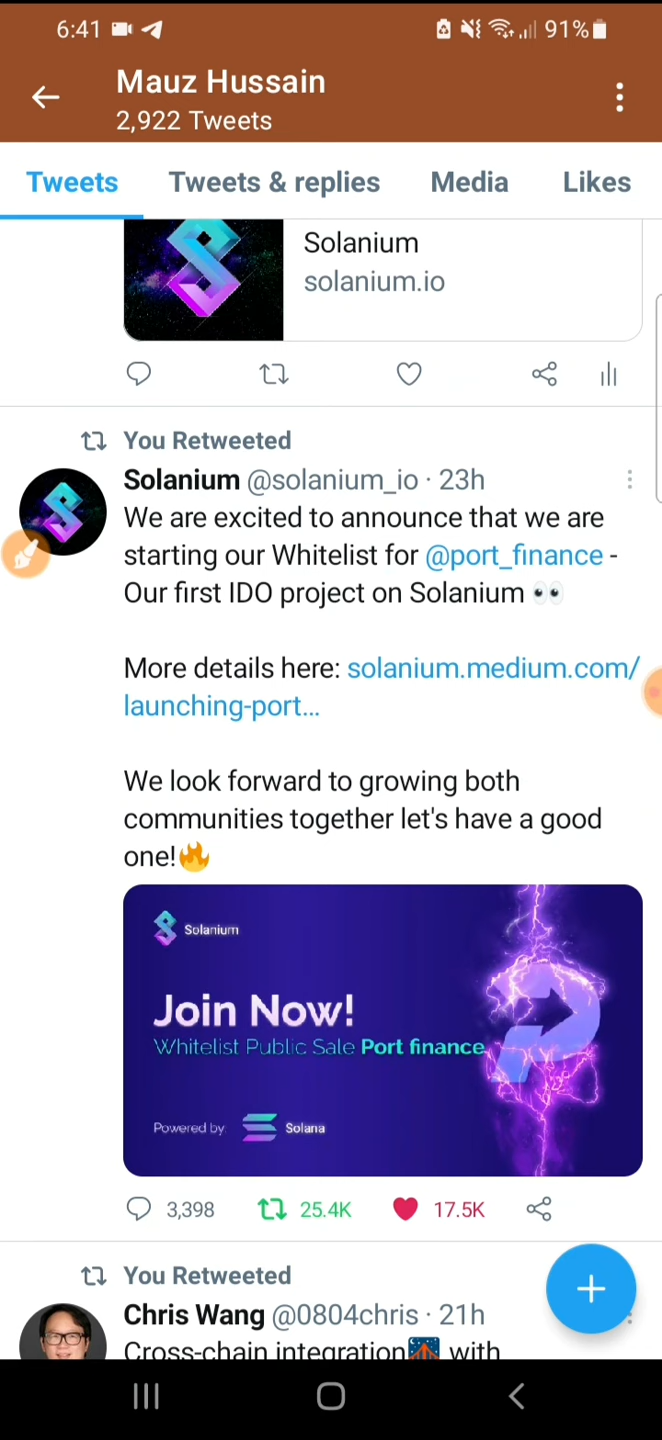 6:41 91%
Mauz Hussain
2,922 Tweets
Tweets Tweets & replies Media Likes
Solanium
solanium.io
You Retweeted
Solanium @solanium_io · 23h
We are excited to announce that we are
starting our Whitelist for @port_finance -
Our first IDO project on Solanium 👀
More details here: solanium.medium.com/
launching-port...
We look forward to growing both
communities together let's have a good
one!🔥
Solanium
Join Now!
Whitelist Public Sale Port finance
Powered by: Solana
3,398 25.4K 17.5K
You Retweeted
Chris Wang @0804chris · 21h
Cross-chain integration🌉 with